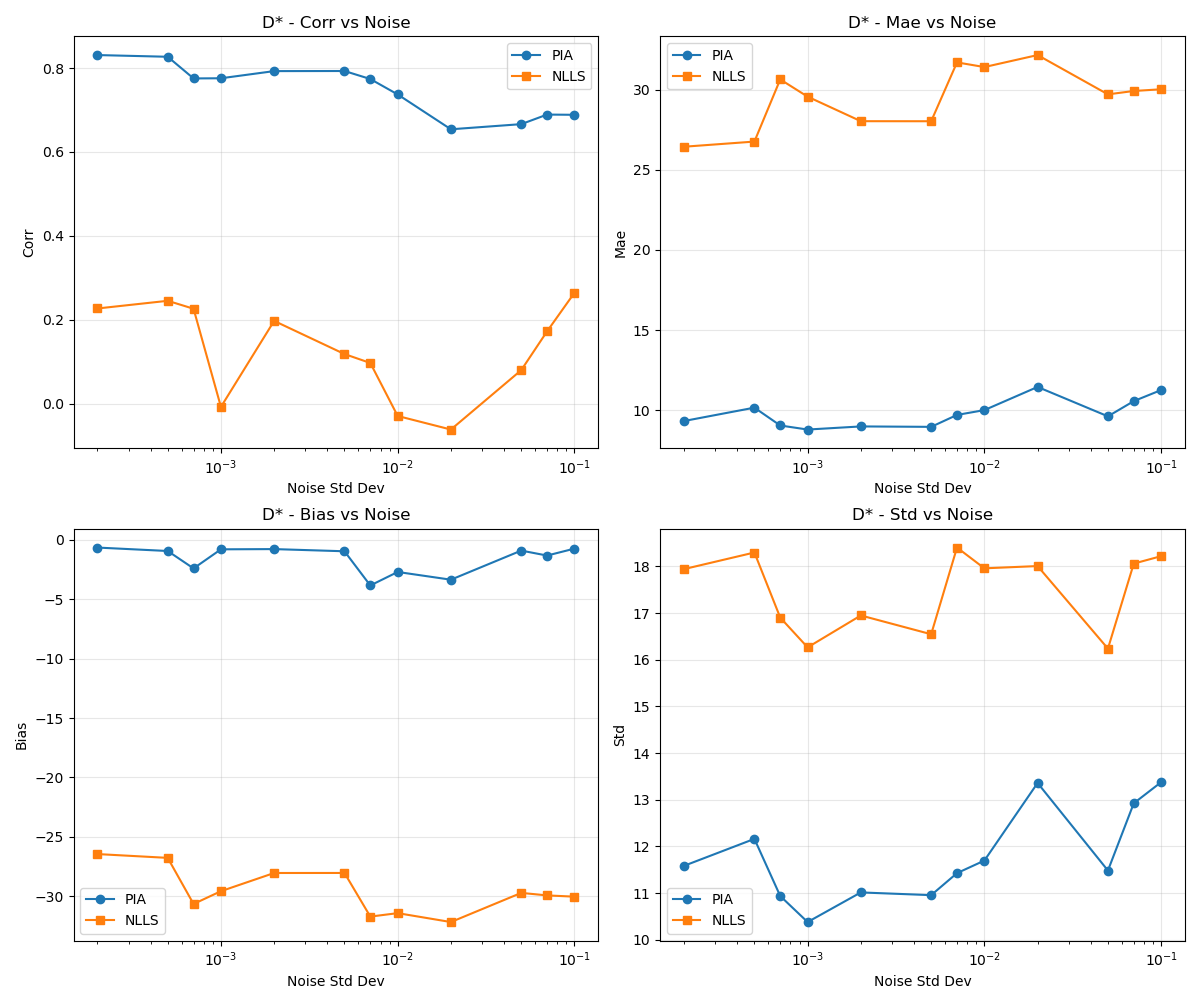 D* - Corr vs Noise
PIA
NLLS
0.8
0.6
0.4
0.2
0.0
Corr
10⁻³
10⁻²
10⁻¹
Noise Std Dev
D* - Mae vs Noise
PIA
NLLS
30
25
20
15
10
Mae
10⁻³
10⁻²
10⁻¹
Noise Std Dev
D* - Bias vs Noise
0
−5
−10
−15
−20
−25
−30
Bias
PIA
NLLS
10⁻³
10⁻²
10⁻¹
Noise Std Dev
D* - Std vs Noise
18
17
16
15
14
13
12
11
10
Std
PIA
NLLS
10⁻³
10⁻²
10⁻¹
Noise Std Dev